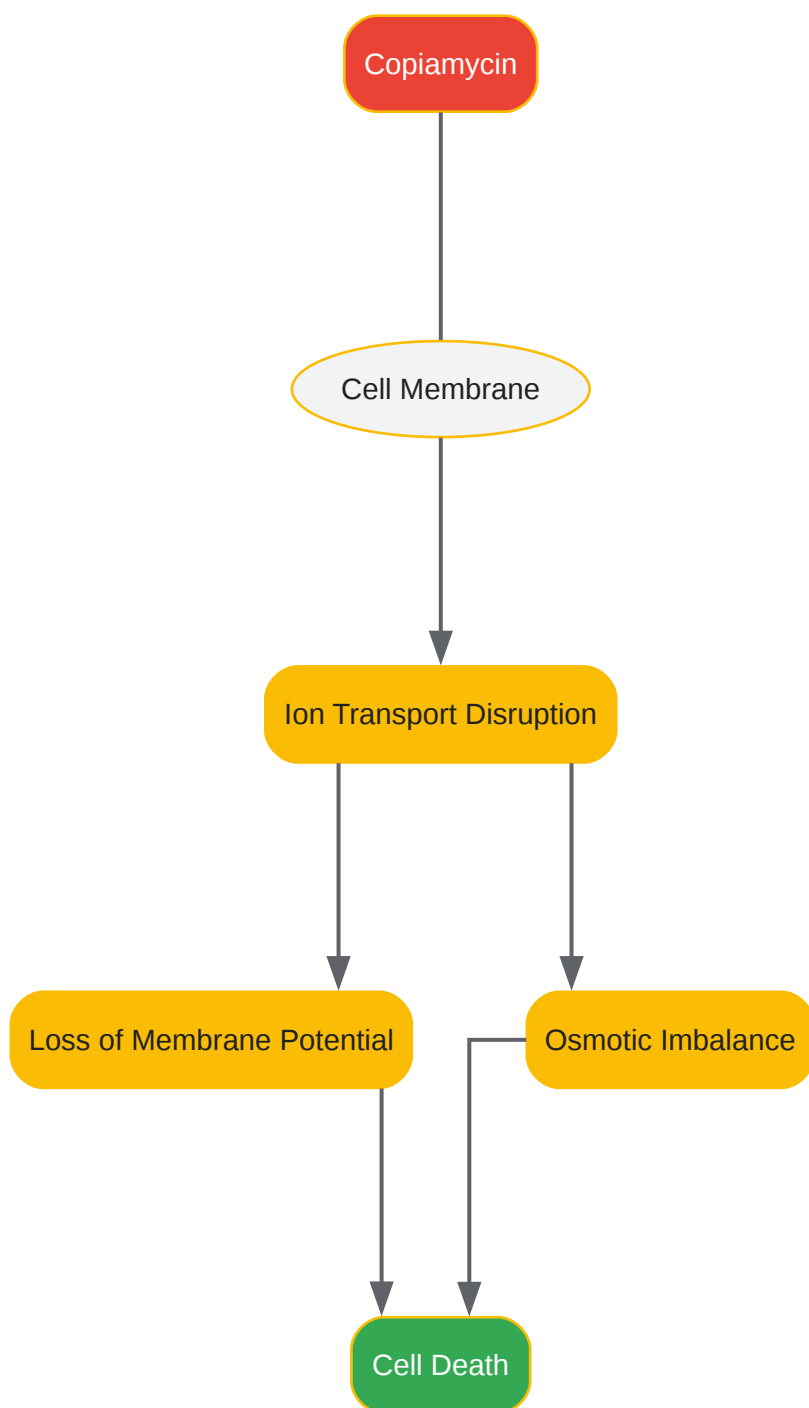 Copiamycin
Cell Membrane
Ion Transport Disruption
Loss of Membrane Potential
Osmotic Imbalance
Cell Death